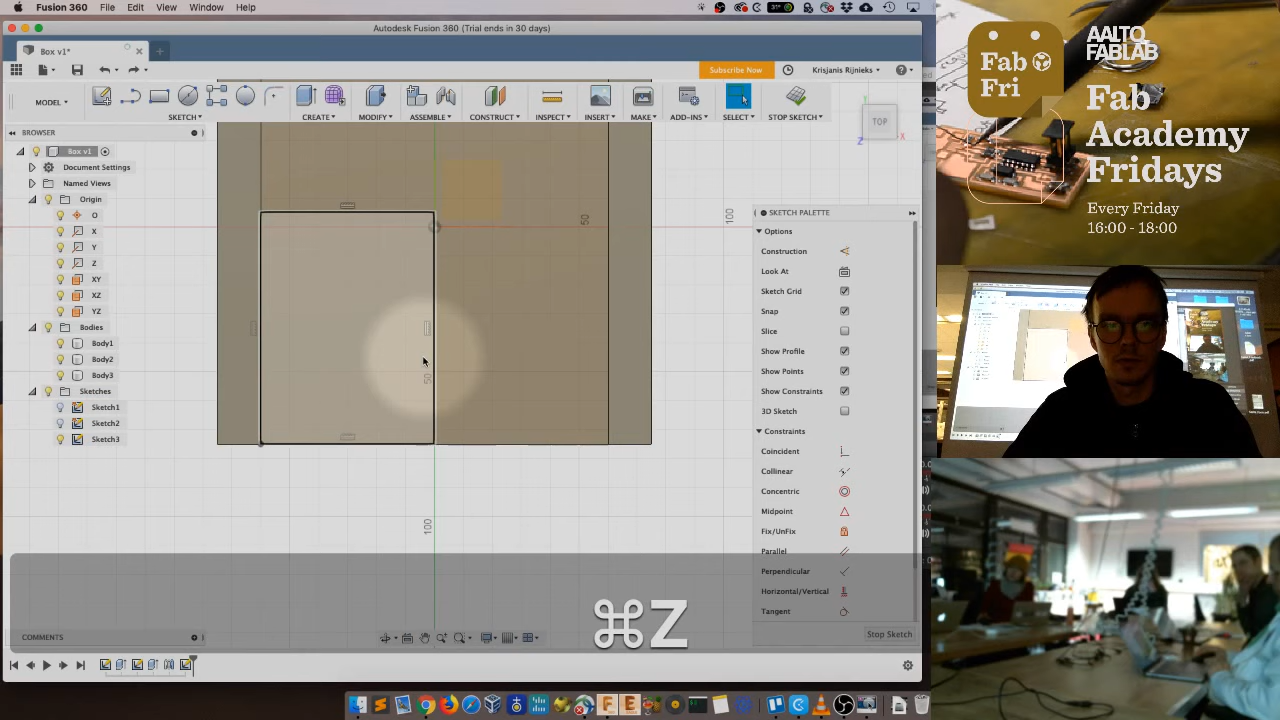 Fusion 360 File Edit View Window Help
31°
Autodesk Fusion 360 (Trial ends in 30 days)
Box v1*
Subscribe Now
Krisjanis Rijnieks
MODEL
SKETCH
CREATE
MODIFY
ASSEMBLE
CONSTRUCT
INSPECT
INSERT
MAKE
ADD-INS
SELECT
STOP SKETCH
TOP
X
Y
Z
BROWSER
Box v1
Document Settings
Named Views
Origin
O
X
Y
Z
XY
XZ
YZ
Bodies
Body1
Body2
Body3
Sketches
Sketch1
Sketch2
Sketch3
50
100
50
100
SKETCH PALETTE
Options
Construction
Look At
Sketch Grid
Snap
Slice
Show Profile
Show Points
Show Constraints
3D Sketch
Constraints
Coincident
Collinear
Concentric
Midpoint
Fix/UnFix
Parallel
Perpendicular
Horizontal/Vertical
Tangent
Stop Sketch
⌘Z
COMMENTS
Fab
Fri
AALTO
FABLAB
Fab
Academy
Fridays
Every Friday
16:00 - 18:00